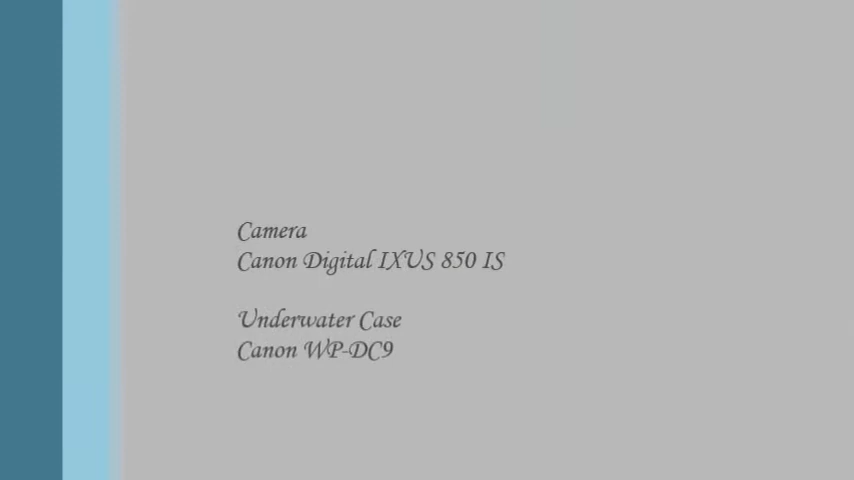 Camera
Canon Digital IXUS 850 IS
Underwater Case
Canon WP-DC9